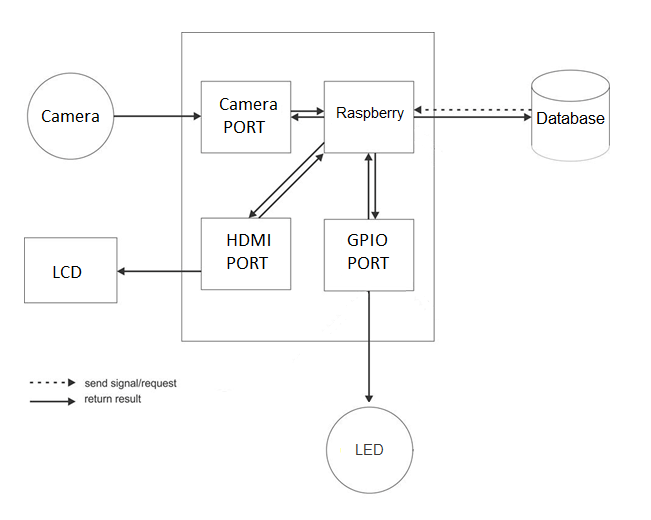 Camera
Camera
PORT
Raspberry
Database
HDMI
PORT
GPIO
PORT
LCD
send signal/request
return result
LED